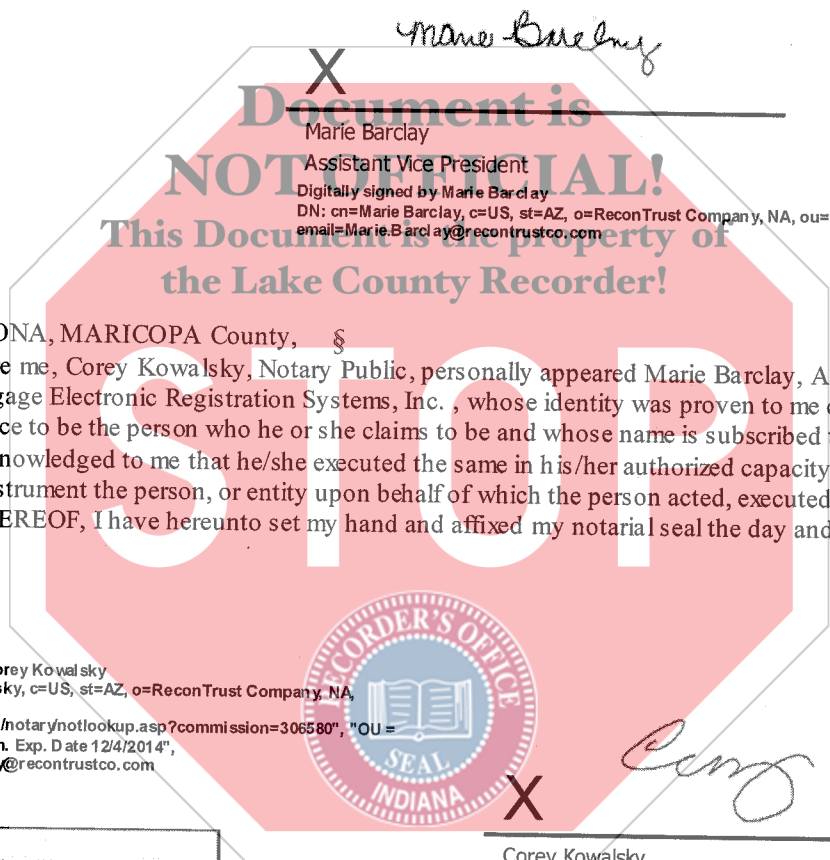 Marie Barclay
X
Document is
Marie Barclay
Assistant Vice President
NOT OFFICIAL!
Digitally signed by Marie Barclay
DN: cn=Marie Barclay, c=US, st=AZ, o=ReconTrust Company, NA, ou=
This Document is the property of
email=Marie.Barclay@recontrustco.com
the Lake County Recorder!
ONA, MARICOPA County, §
e me, Corey Kowalsky, Notary Public, personally appeared Marie Barclay, A
gage Electronic Registration Systems, Inc. , whose identity was proven to me
ce to be the person who he or she claims to be and whose name is subscribed
nowledged to me that he/she executed the same in his/her authorized capacity
strument the person, or entity upon behalf of which the person acted, executed
EREOF, I have hereunto set my hand and affixed my notarial seal the day and
STOP
RECORDER'S OFFICE
SEAL
INDIANA
orey Kowalsky
sky, c=US, st=AZ, o=ReconTrust Company, NA,
/notary/notlookup.asp?commission=306580", "OU =
n. Exp. Date 12/4/2014",
y@recontrustco.com
X
Corey Kowalsky